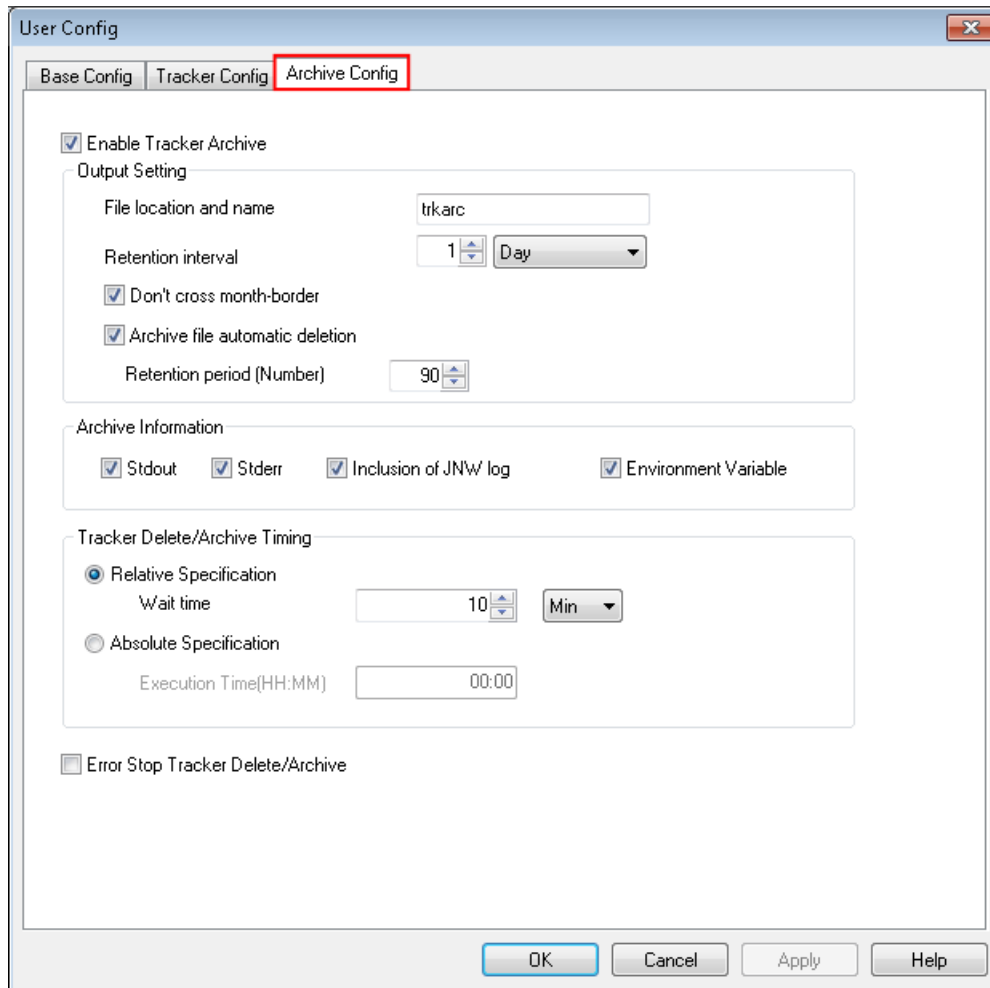 User Config
Base Config Tracker Config Archive Config
Enable Tracker Archive
Output Setting
File location and name trkarc
Retention interval 1 Day
Don't cross month-border
Archive file automatic deletion
Retention period (Number) 90
Archive Information
Stdout Stderr Inclusion of JNW log Environment Variable
Tracker Delete/Archive Timing
Relative Specification
Wait time 10 Min
Absolute Specification
Execution Time(HH:MM) 00:00
Error Stop Tracker Delete/Archive
OK Cancel Apply Help